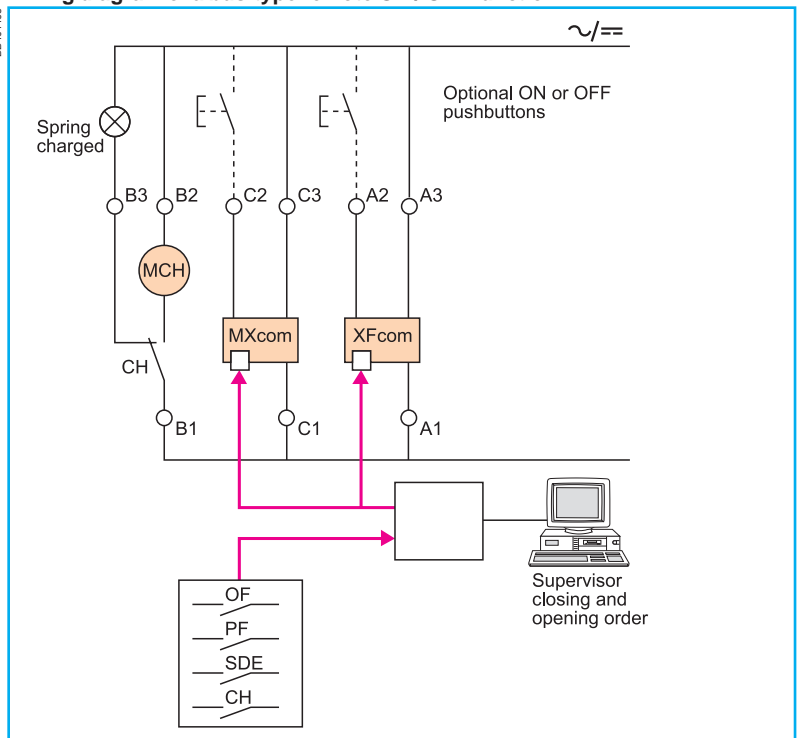 ∼/==
Optional ON or OFF
pushbuttons
Spring
charged
B3 B2 C2 C3 A2 A3
MCH
MXcom XFcom
CH
B1 C1 A1
OF
PF
SDE
CH
Supervisor
closing and
opening order